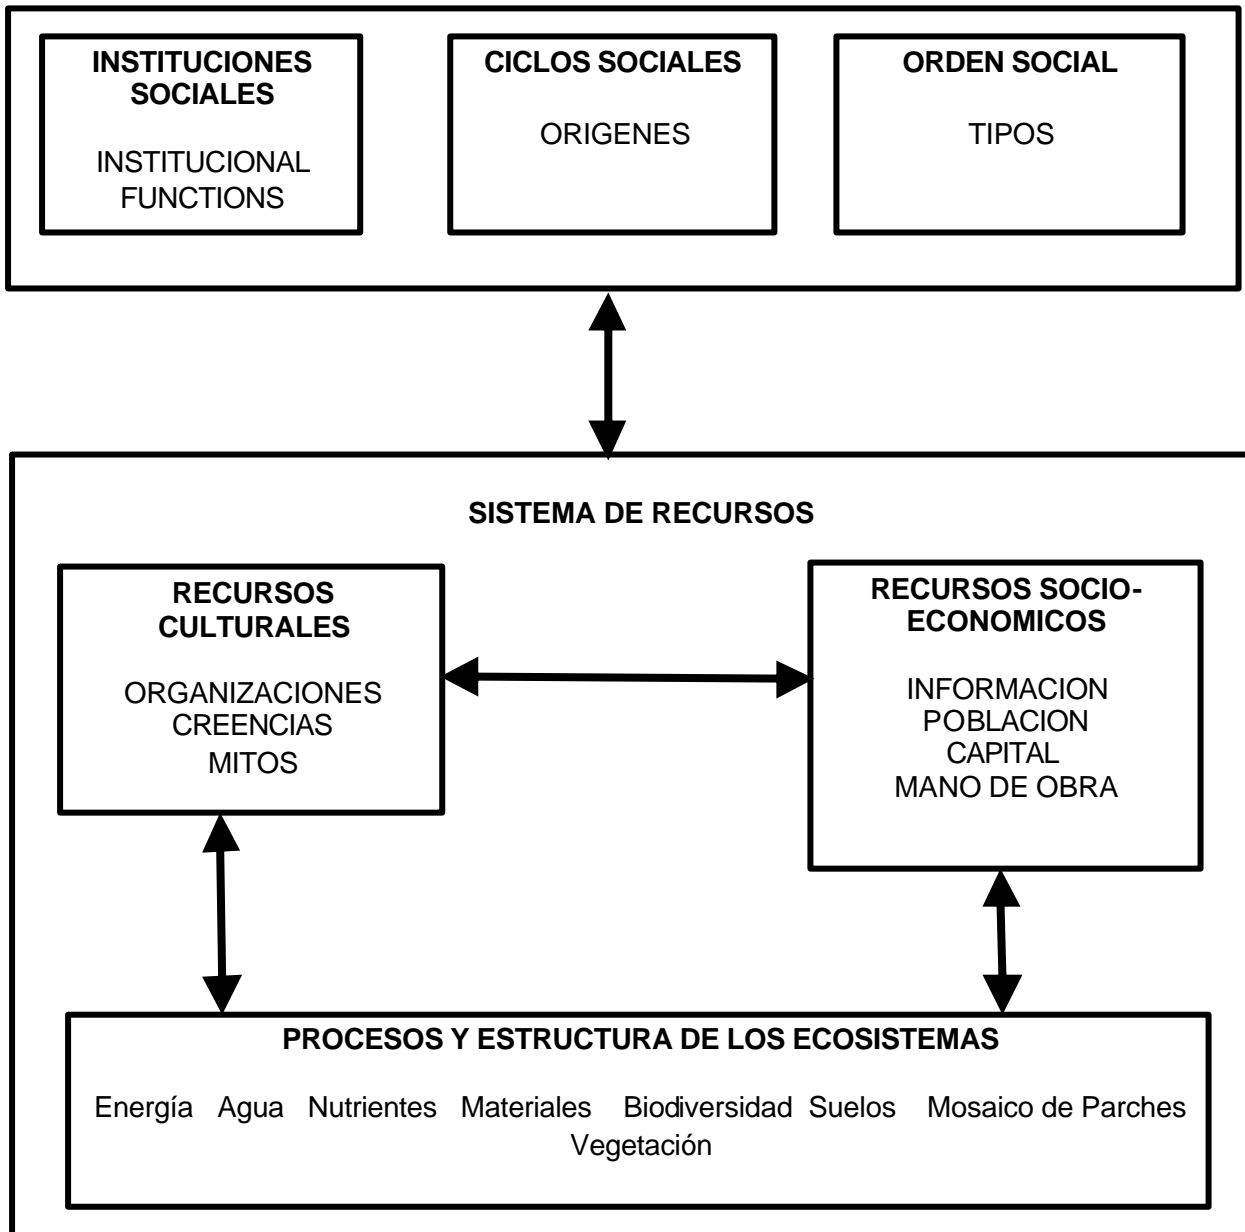 INSTITUCIONES
SOCIALES
INSTITUCIONAL
FUNCTIONS
CICLOS SOCIALES
ORIGENES
ORDEN SOCIAL
TIPOS
SISTEMA DE RECURSOS
RECURSOS
CULTURALES
ORGANIZACIONES
CREENCIAS
MITOS
RECURSOS SOCIO-
ECONOMICOS
INFORMACION
POBLACION
CAPITAL
MANO DE OBRA
PROCESOS Y ESTRUCTURA DE LOS ECOSISTEMAS
Energía Agua Nutrientes Materiales Biodiversidad Suelos Mosaico de Parches
Vegetación